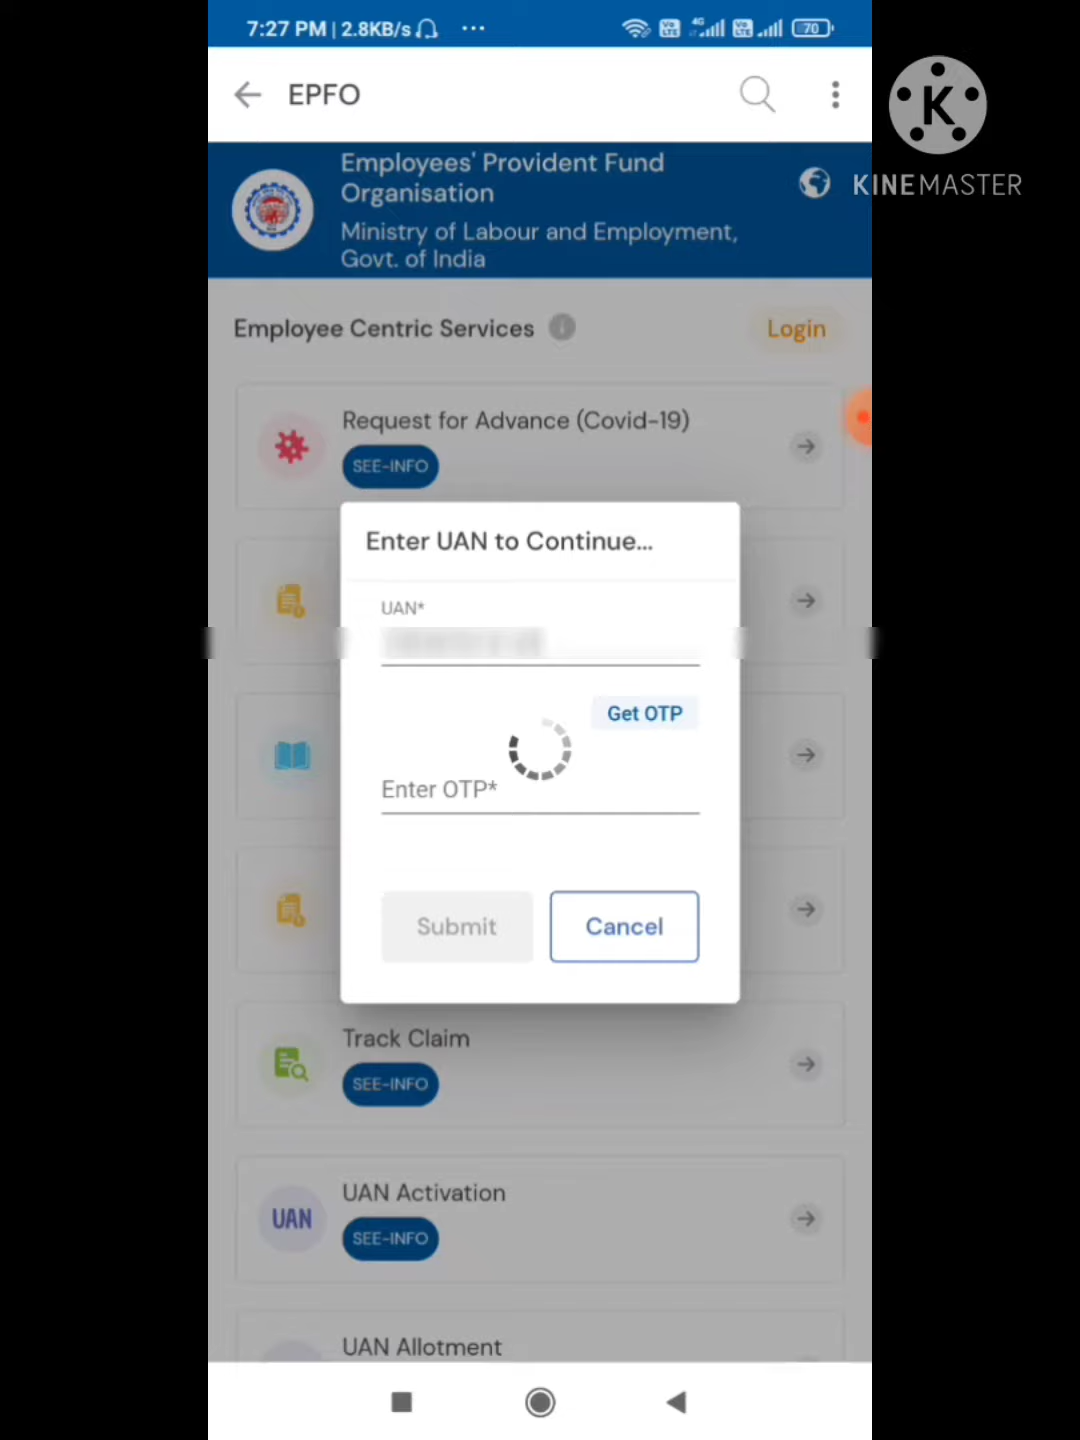 7:27 PM | 2.8KB/s
4G
70
EPFO
KINEMASTER
Employees' Provident Fund
Organisation
Ministry of Labour and Employment,
Govt. of India
Employee Centric Services
Login
Request for Advance (Covid-19)
SEE-INFO
Enter UAN to Continue...
UAN*
Get OTP
Enter OTP*
Submit
Cancel
Track Claim
SEE-INFO
UAN
UAN Activation
SEE-INFO
UAN Allotment